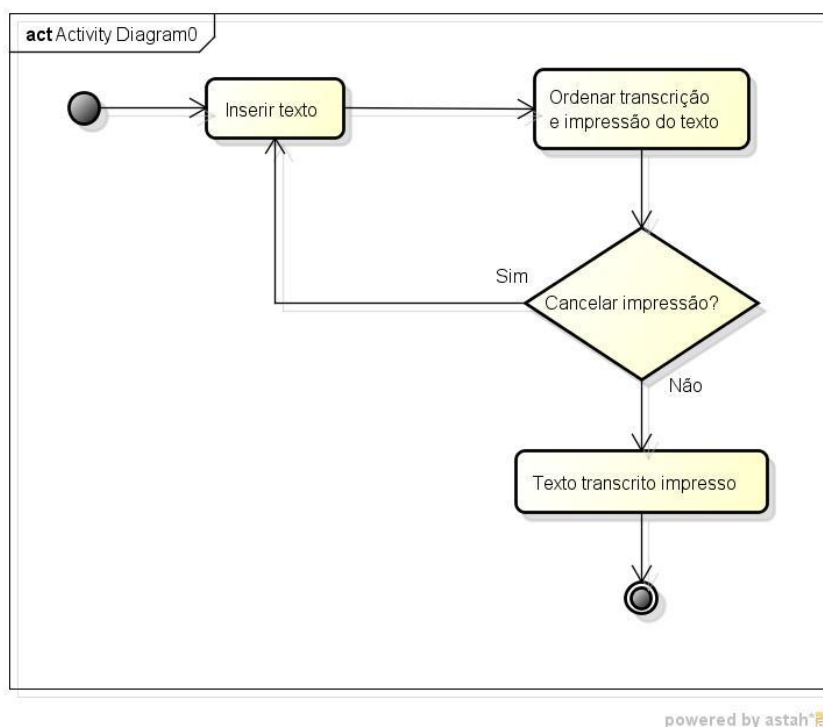 act Activity Diagram0
Inserir texto
Ordenar transcrição
e impressão do texto
Sim
Cancelar impressão?
Não
Texto transcrito impresso
powered by astah*